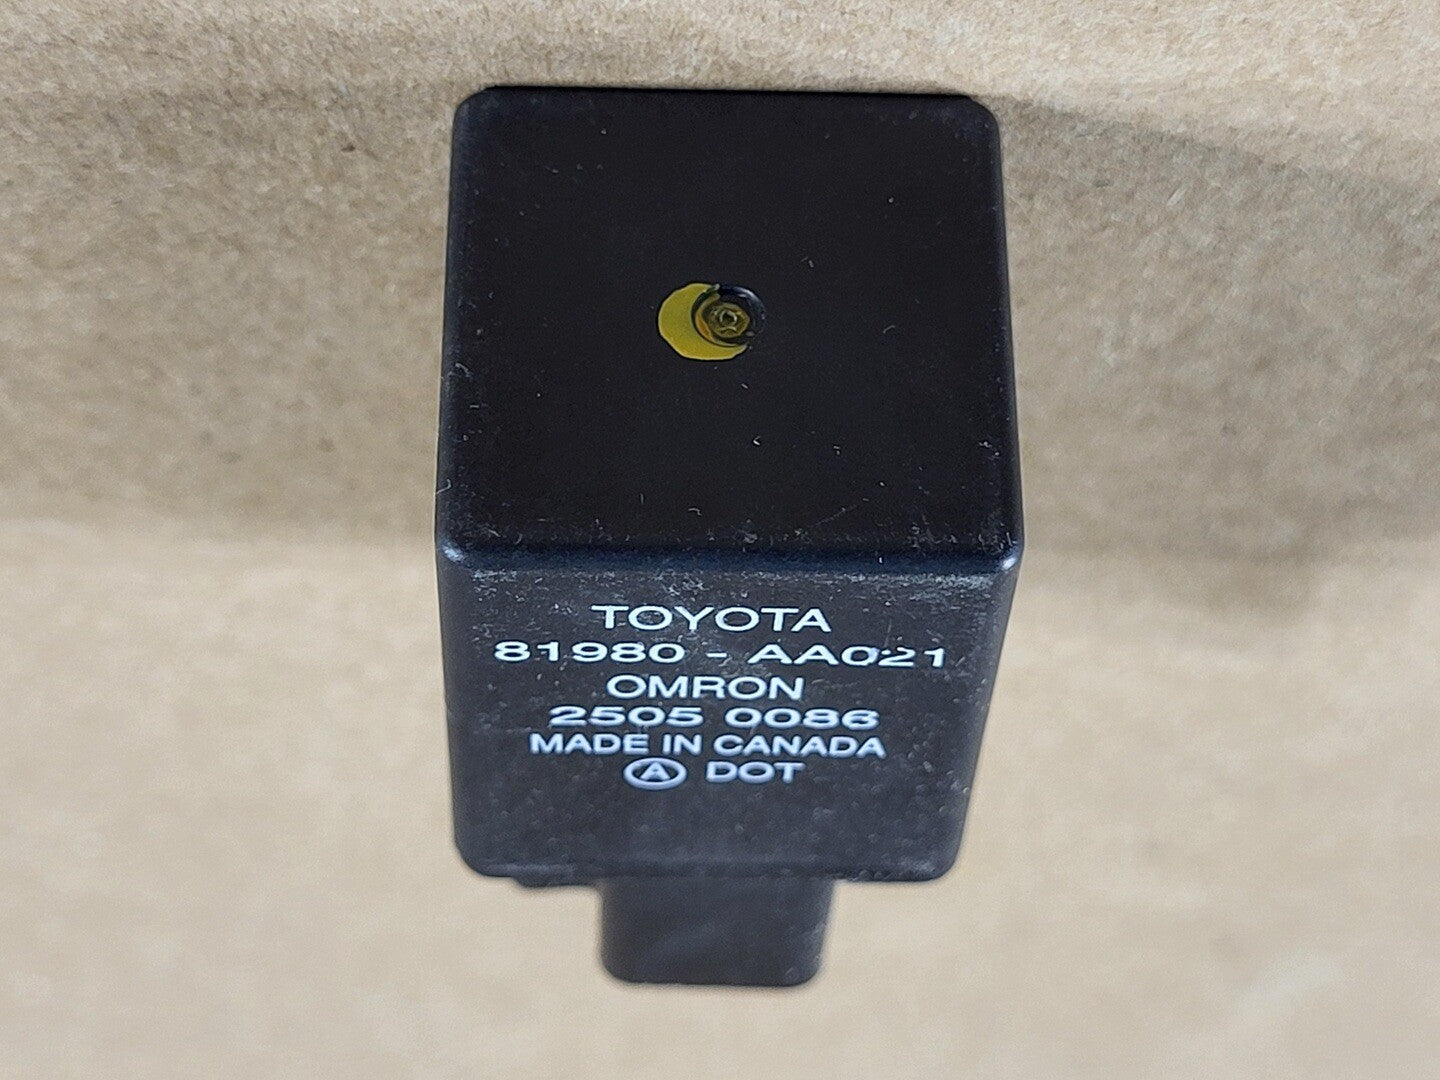 TOYOTA
81980 - AA021
OMRON
2505 0086
MADE IN CANADA
A DOT